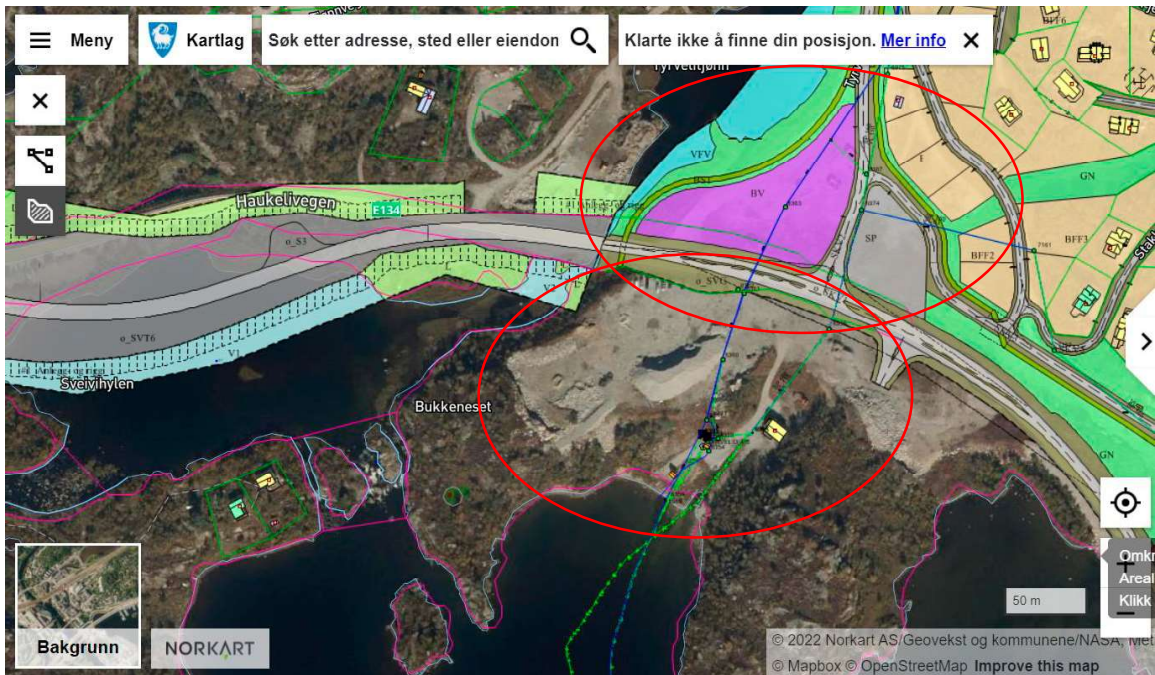 Meny
Kartlag
Søk etter adresse, sted eller eiendon
Klarte ikke å finne din posisjon. Mer info
BFF6
VFV
BV
GN
Haukelivegen
E134
o_S3
SP
BFF2
BFF3
o_SVG
o_SVT6
V1
Sveivihylen
Bukkeneset
GN
50 m
Omkr
Areal
Klikk
Bakgrunn
NORKART
© 2022 Norkart AS/Geovekst og kommunene/NASA, Met
© Mapbox © OpenStreetMap Improve this map